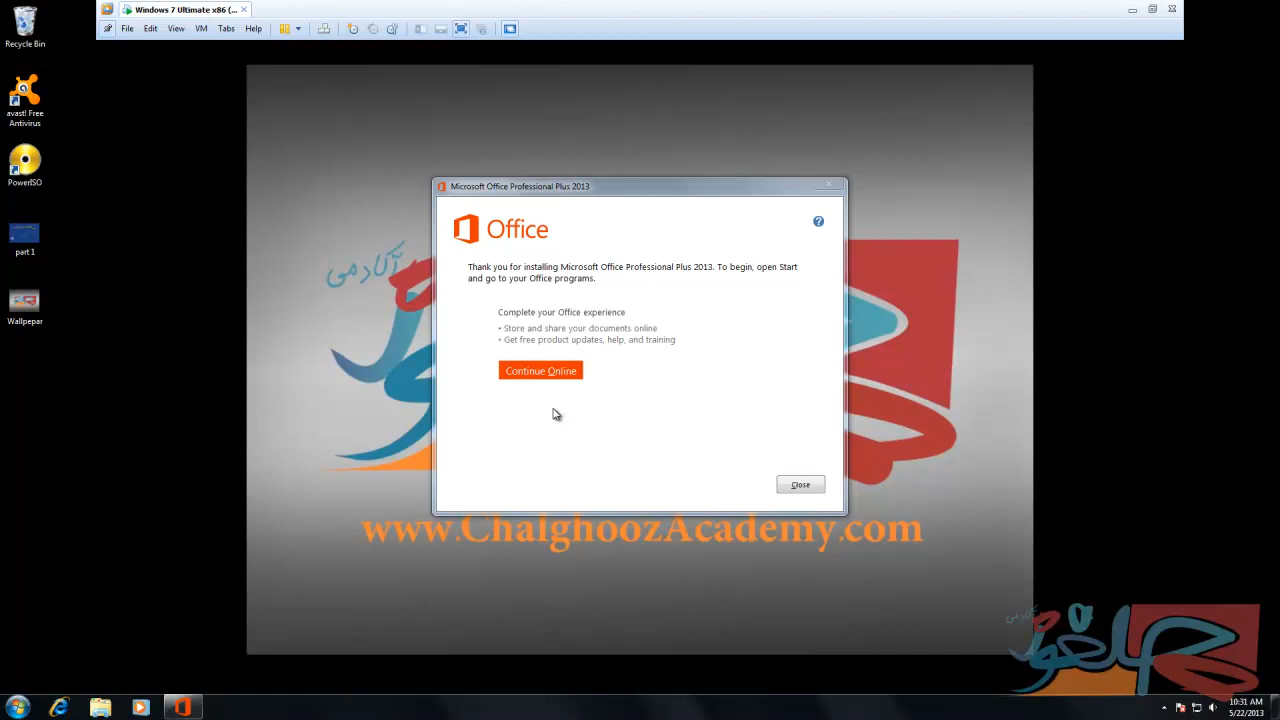 Windows 7 Ultimate x86 (...
File Edit View VM Tabs Help
Recycle Bin
avast! Free
Antivirus
PowerISO
part 1
Wallpepar
Microsoft Office Professional Plus 2013
Office
Thank you for installing Microsoft Office Professional Plus 2013. To begin, open Start
and go to your Office programs.
Complete your Office experience
• Store and share your documents online
• Get free product updates, help, and training
Continue Online
Close
آکادمی
www.ChalghoozAcademy.com
چلغوز
آکادمی
10:31 AM
5/22/2013